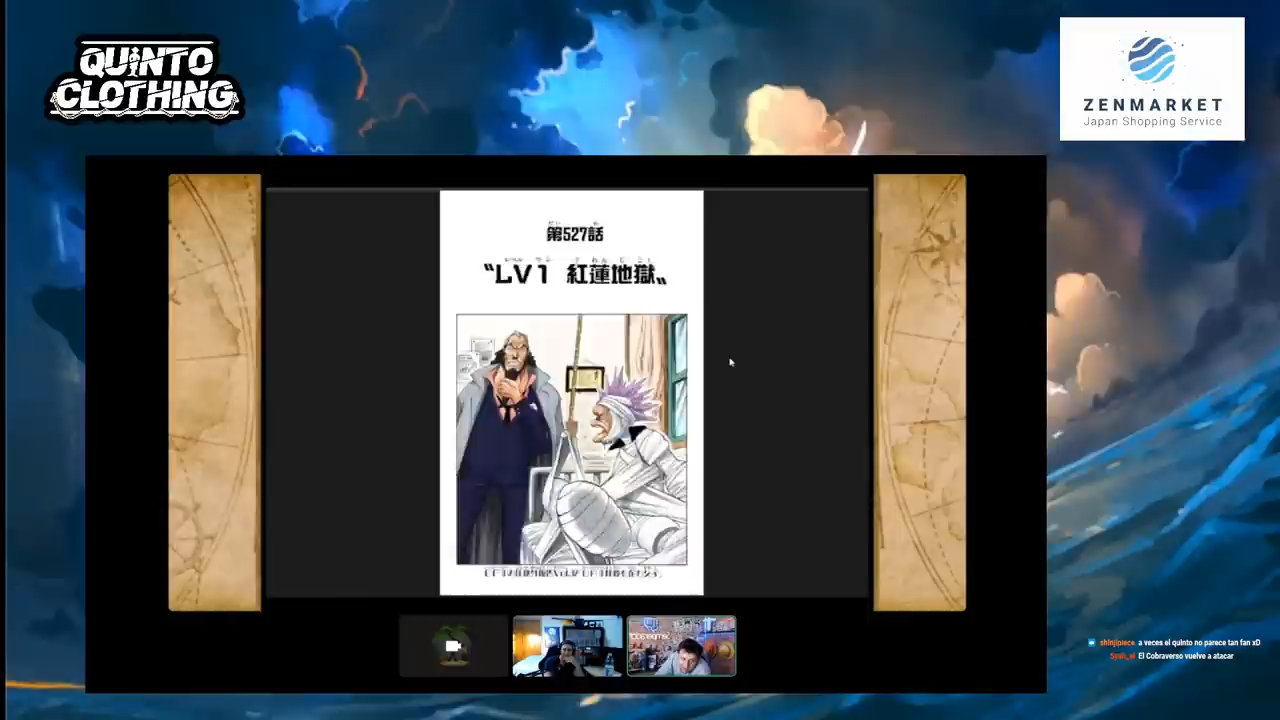 QUINTO
CLOTHING
ZENMARKET
Japan Shopping Service
第527話
〝LV1 紅蓮地獄〟
shinjipiece a veces el quinto no parece tan fan xD
El Cobraverso vuelve a atacar